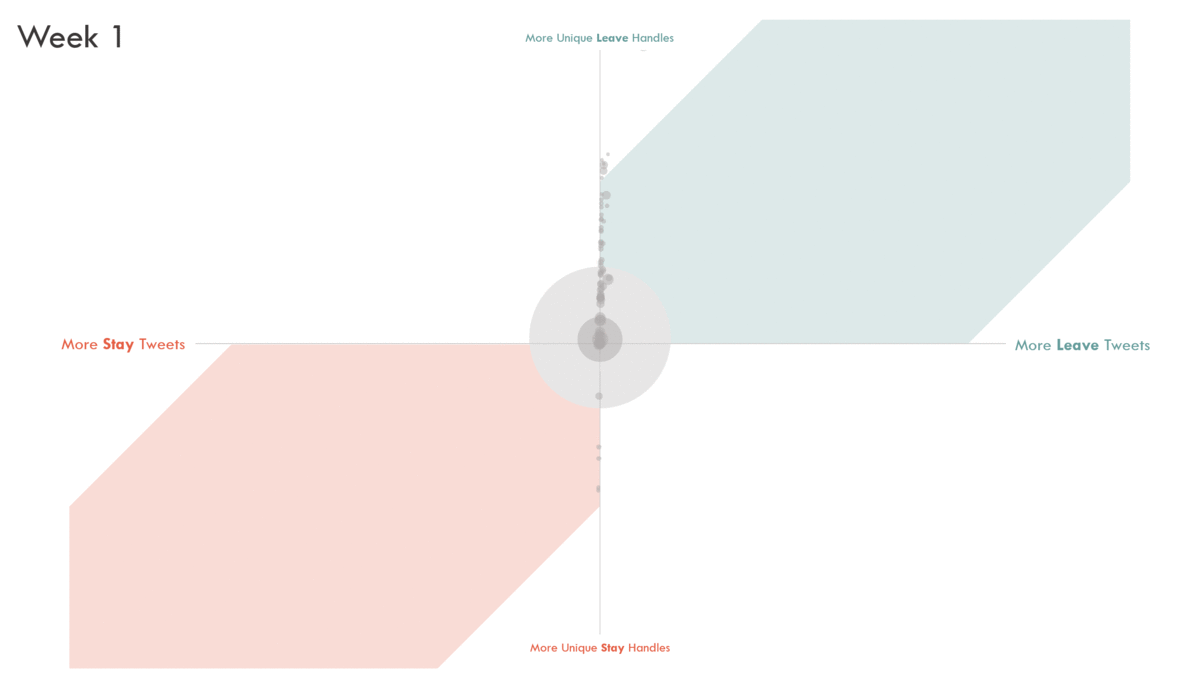 Week 1
More Unique Leave Handles
More Stay Tweets
More Leave Tweets
More Unique Stay Handles